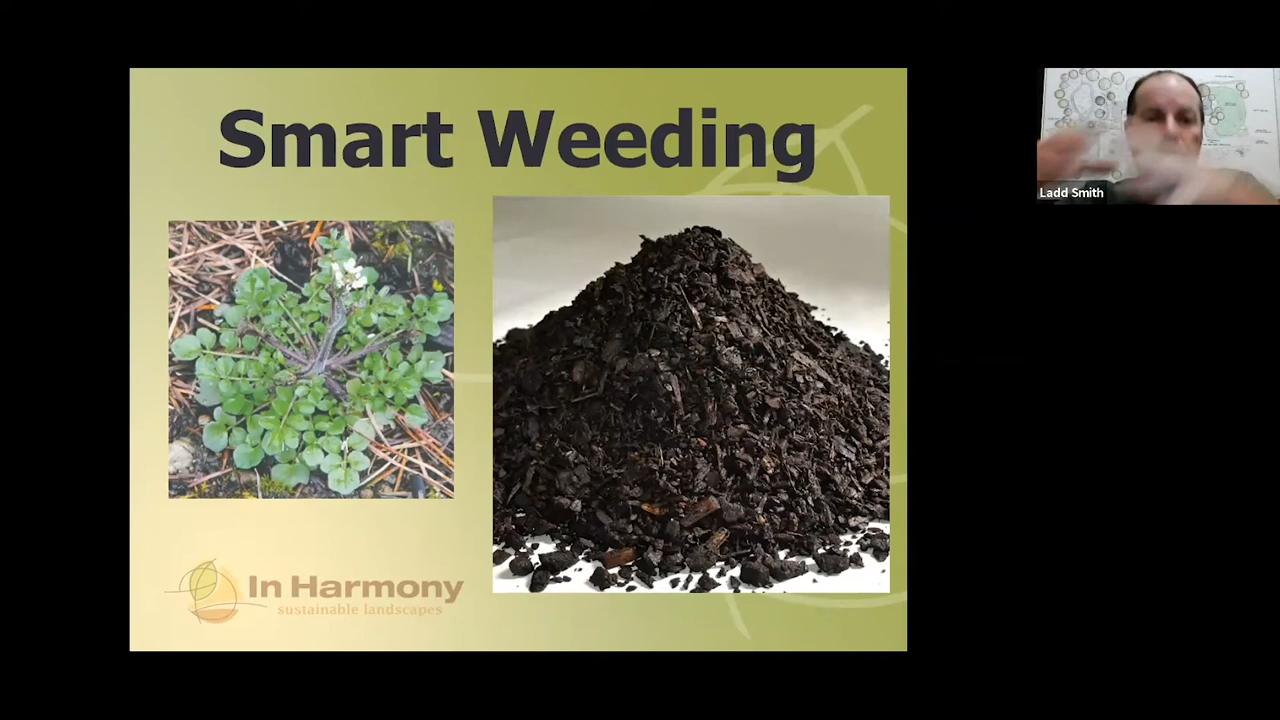 Smart Weeding
In Harmony
sustainable landscapes
Ladd Smith